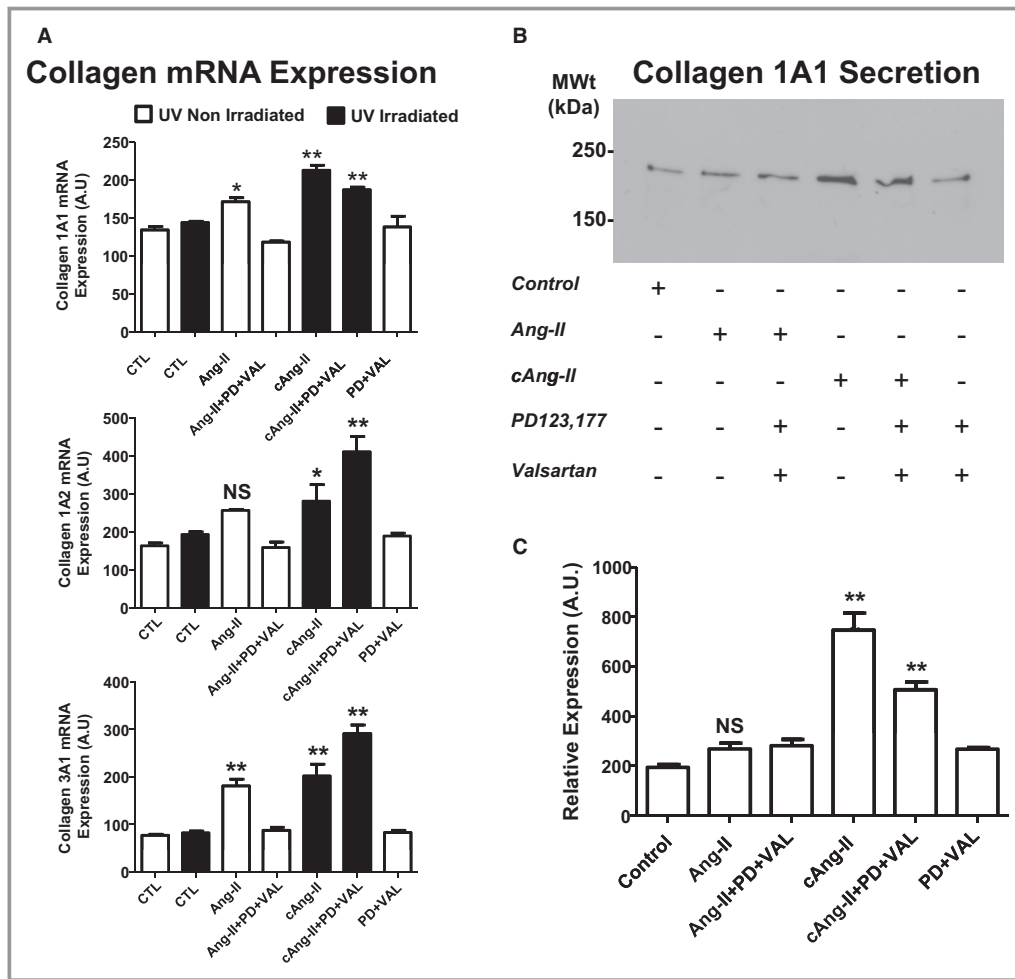 A
Collagen mRNA Expression
UV Non Irradiated UV Irradiated
Collagen 1A1 mRNA
Expression (A.U)
250
200
150
100
50
0
* ** **
CTL CTL Ang-II Ang-II+PD+VAL cAng-II cAng-II+PD+VAL PD+VAL
Collagen 1A2 mRNA
Expression (A.U)
500
400
300
200
100
0
NS * **
CTL CTL Ang-II Ang-II+PD+VAL cAng-II cAng-II+PD+VAL PD+VAL
Collagen 3A1 mRNA
Expression (A.U)
400
300
200
100
0
** ** **
CTL CTL Ang-II Ang-II+PD+VAL cAng-II cAng-II+PD+VAL PD+VAL
B
Collagen 1A1 Secretion
MWt
(kDa)
250
150
Control + - - - - -
Ang-II - + + - - -
cAng-II - - - + + -
PD123,177 - - + - + +
Valsartan - - + - + +
C
Relative Expression (A.U.)
1000
800
600
400
200
0
NS ** **
Control Ang-II Ang-II+PD+VAL cAng-II cAng-II+PD+VAL PD+VAL